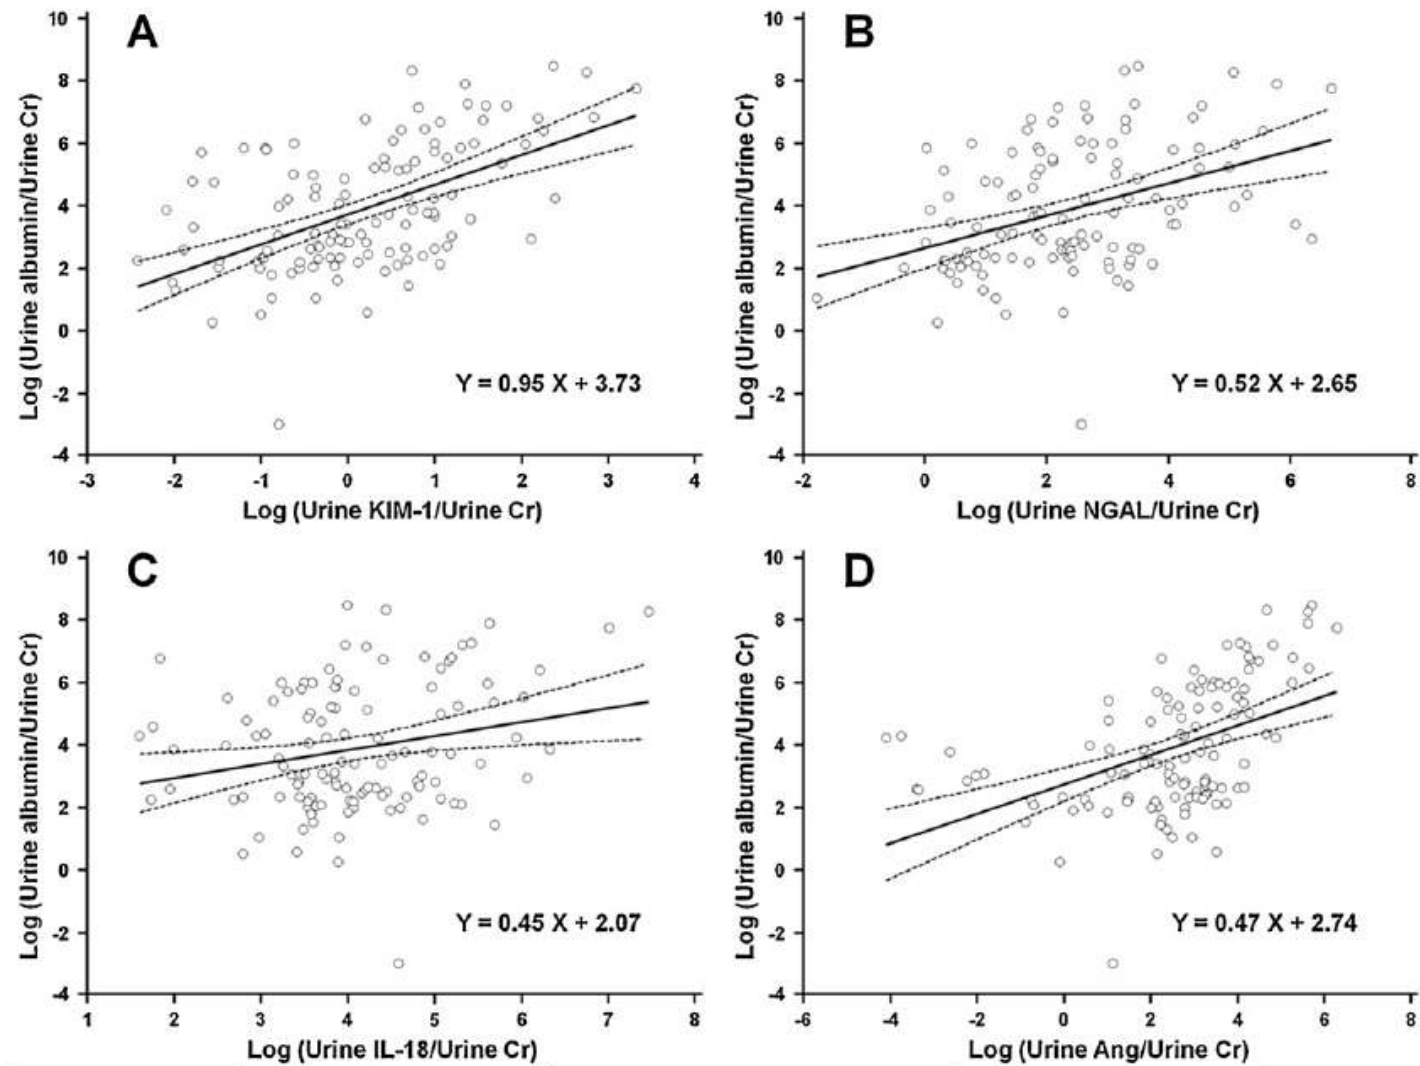 A
10
8
6
4
2
0
-2
-4
-3 -2 -1 0 1 2 3 4
Log (Urine albumin/Urine Cr)
Log (Urine KIM-1/Urine Cr)
Y = 0.95 X + 3.73
B
10
8
6
4
2
0
-2
-4
-2 0 2 4 6 8
Log (Urine albumin/Urine Cr)
Log (Urine NGAL/Urine Cr)
Y = 0.52 X + 2.65
C
10
8
6
4
2
0
-2
-4
1 2 3 4 5 6 7 8
Log (Urine albumin/Urine Cr)
Log (Urine IL-18/Urine Cr)
Y = 0.45 X + 2.07
D
10
8
6
4
2
0
-2
-4
-6 -4 -2 0 2 4 6 8
Log (Urine albumin/Urine Cr)
Log (Urine Ang/Urine Cr)
Y = 0.47 X + 2.74